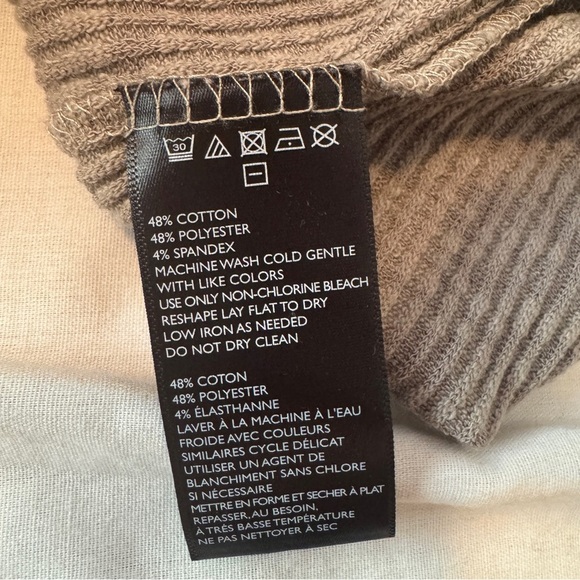 30
48% COTTON
48% POLYESTER
4% SPANDEX
MACHINE WASH COLD GENTLE
WITH LIKE COLORS
USE ONLY NON-CHLORINE BLEACH
RESHAPE LAY FLAT TO DRY
LOW IRON AS NEEDED
DO NOT DRY CLEAN
48% COTON
48% POLYESTER
4% ÉLASTHANNE
LAVER À LA MACHINE À L'EAU
FROIDE AVEC COULEURS
SIMILAIRES CYCLE DÉLICAT
UTILISER UN AGENT DE
BLANCHIMENT SANS CHLORE
SI NÉCESSAIRE
METTRE EN FORME ET SECHER À PLAT
REPASSER, AU BESOIN,
À TRÈS BASSE TEMPÉRATURE
NE PAS NETTOYER À SEC